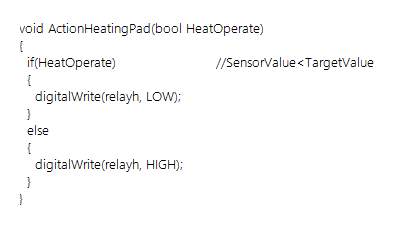 void ActionHeatingPad(bool HeatOperate)
{
if(HeatOperate) //SensorValue<TargetValue
{
digitalWrite(relayh, LOW);
}
else
{
digitalWrite(relayh, HIGH);
}
}